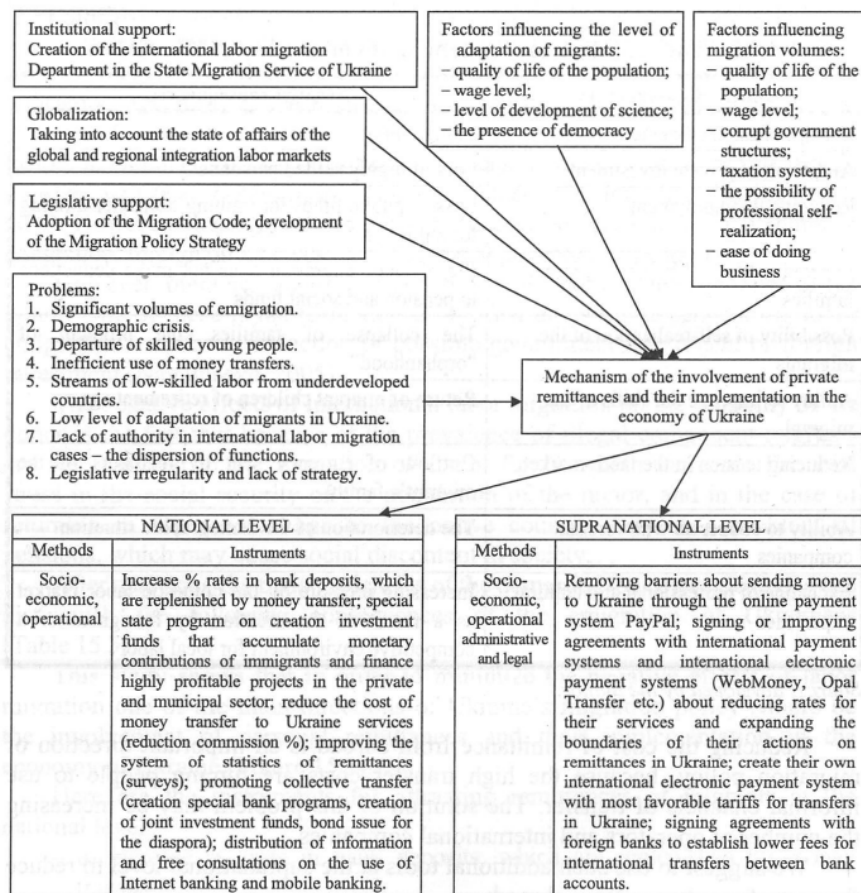 Institutional support:
Creation of the international labor migration
Department in the State Migration Service of Ukraine
Globalization:
Taking into account the state of affairs of the
global and regional integration labor markets
Legislative support:
Adoption of the Migration Code; development
of the Migration Policy Strategy
Factors influencing the level of
adaptation of migrants:
– quality of life of the population;
– wage level;
– level of development of science;
– the presence of democracy
Factors influencing
migration volumes:
– quality of life of the
population;
– wage level;
– corrupt government
structures;
– taxation system;
– the possibility of
professional self-
realization;
– ease of doing
business
Problems:
1. Significant volumes of emigration.
2. Demographic crisis.
3. Departure of skilled young people.
4. Inefficient use of money transfers.
5. Streams of low-skilled labor from underdeveloped
countries.
6. Low level of adaptation of migrants in Ukraine.
7. Lack of authority in international labor migration
cases – the dispersion of functions.
8. Legislative irregularity and lack of strategy.
Mechanism of the involvement of private
remittances and their implementation in the
economy of Ukraine
NATIONAL LEVEL
Methods
Instruments
Socio-
economic,
operational
Increase % rates in bank deposits, which
are replenished by money transfer; special
state program on creation investment
funds that accumulate monetary
contributions of immigrants and finance
highly profitable projects in the private
and municipal sector; reduce the cost of
money transfer to Ukraine services
(reduction commission %); improving the
system of statistics of remittances
(surveys); promoting collective transfer
(creation special bank programs, creation
of joint investment funds, bond issue for
the diaspora); distribution of information
and free consultations on the use of
Internet banking and mobile banking.
SUPRANATIONAL LEVEL
Methods
Instruments
Socio-
economic,
operational
administrative
and legal
Removing barriers about sending money
to Ukraine through the online payment
system PayPal; signing or improving
agreements with international payment
systems and international electronic
payment systems (WebMoney, Opal
Transfer etc.) about reducing rates for
their services and expanding the
boundaries of their operations on
remittances in Ukraine; create their own
international electronic payment system
with most favorable tariffs for transfers
in Ukraine; signing agreements with
foreign banks to establish lower fees for
international transfers between bank
accounts.